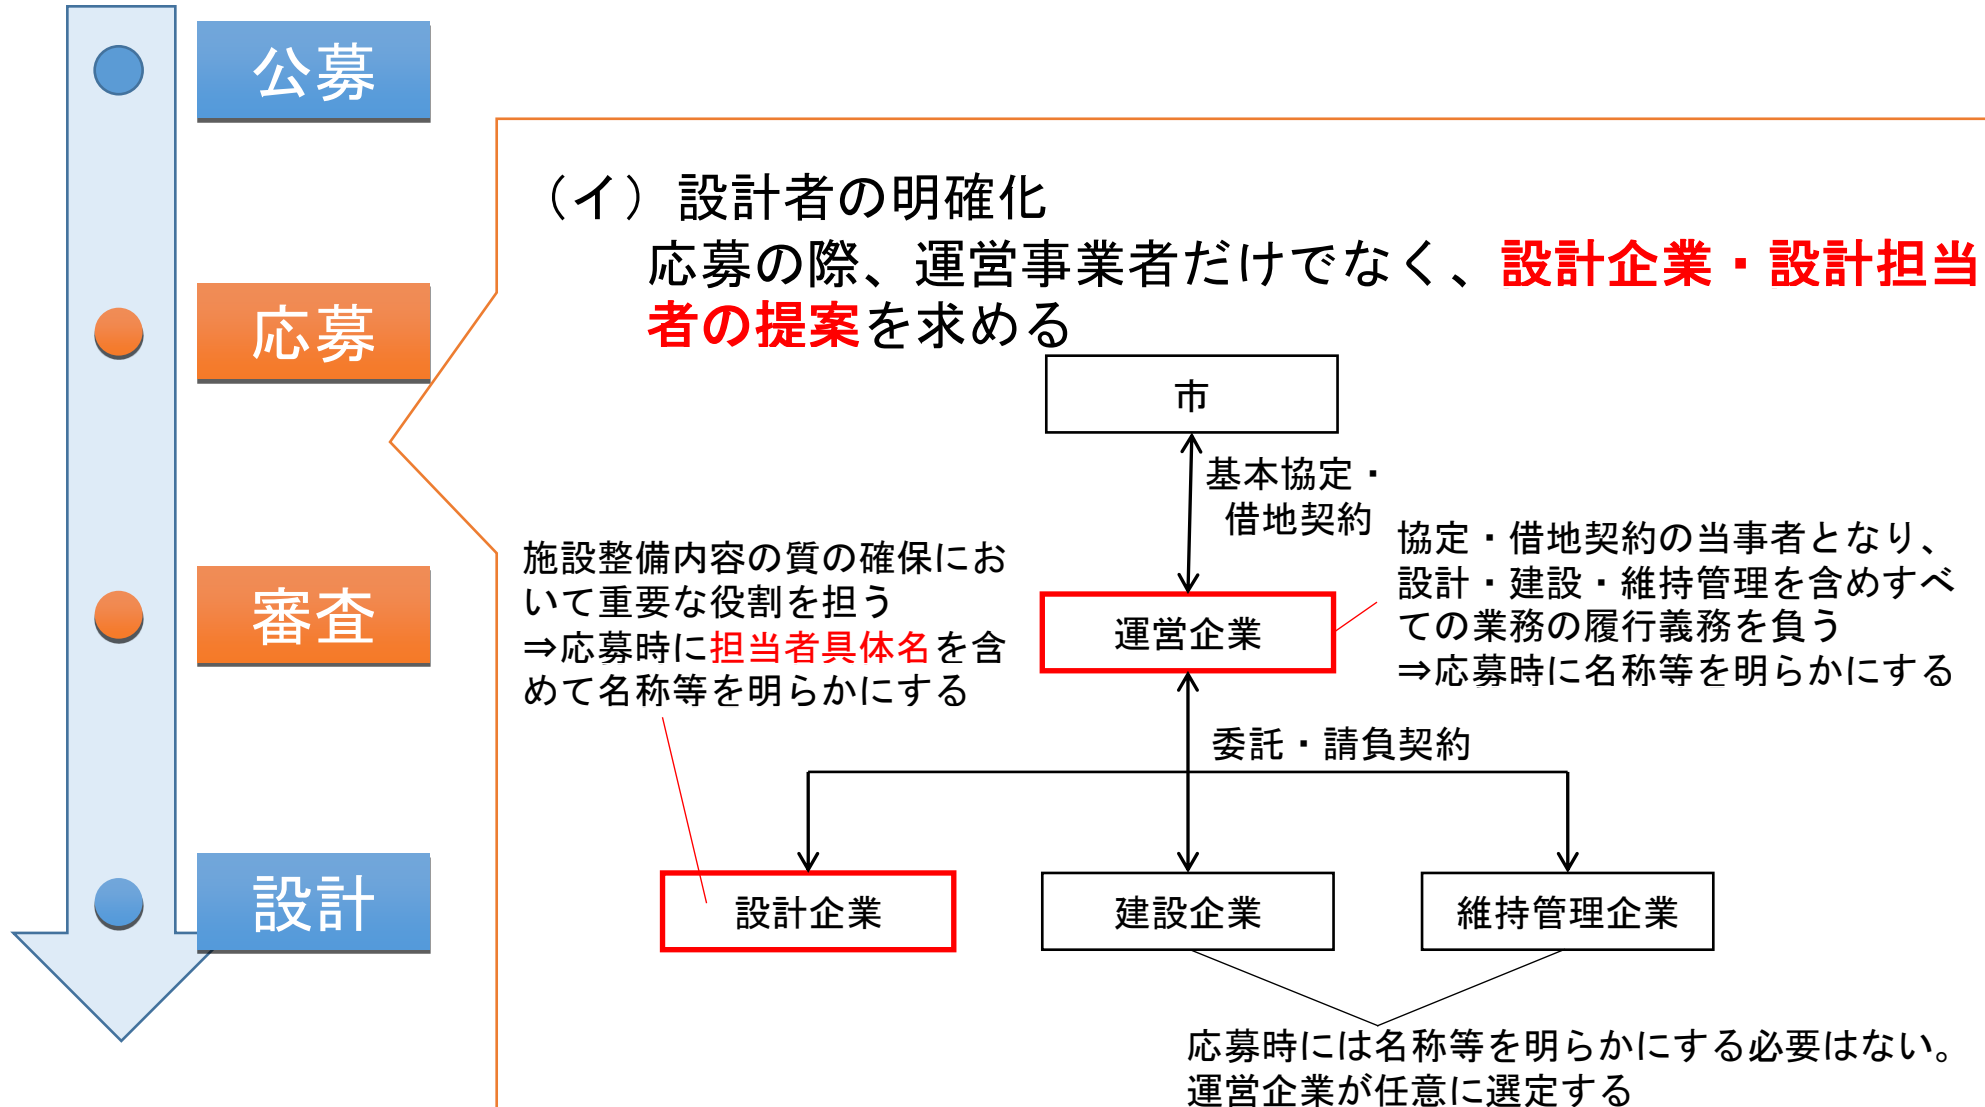 公募
応募
審査
設計
（イ）設計者の明確化
応募の際、運営事業者だけでなく、設計企業・設計担当
者の提案を求める
市
基本協定・
借地契約
協定・借地契約の当事者となり、
設計・建設・維持管理を含めすべ
ての業務の履行義務を負う
⇒応募時に名称等を明らかにする
施設整備内容の質の確保にお
いて重要な役割を担う
⇒応募時に担当者具体名を含
めて名称等を明らかにする
運営企業
委託・請負契約
設計企業
建設企業
維持管理企業
応募時には名称等を明らかにする必要はない。
運営企業が任意に選定する